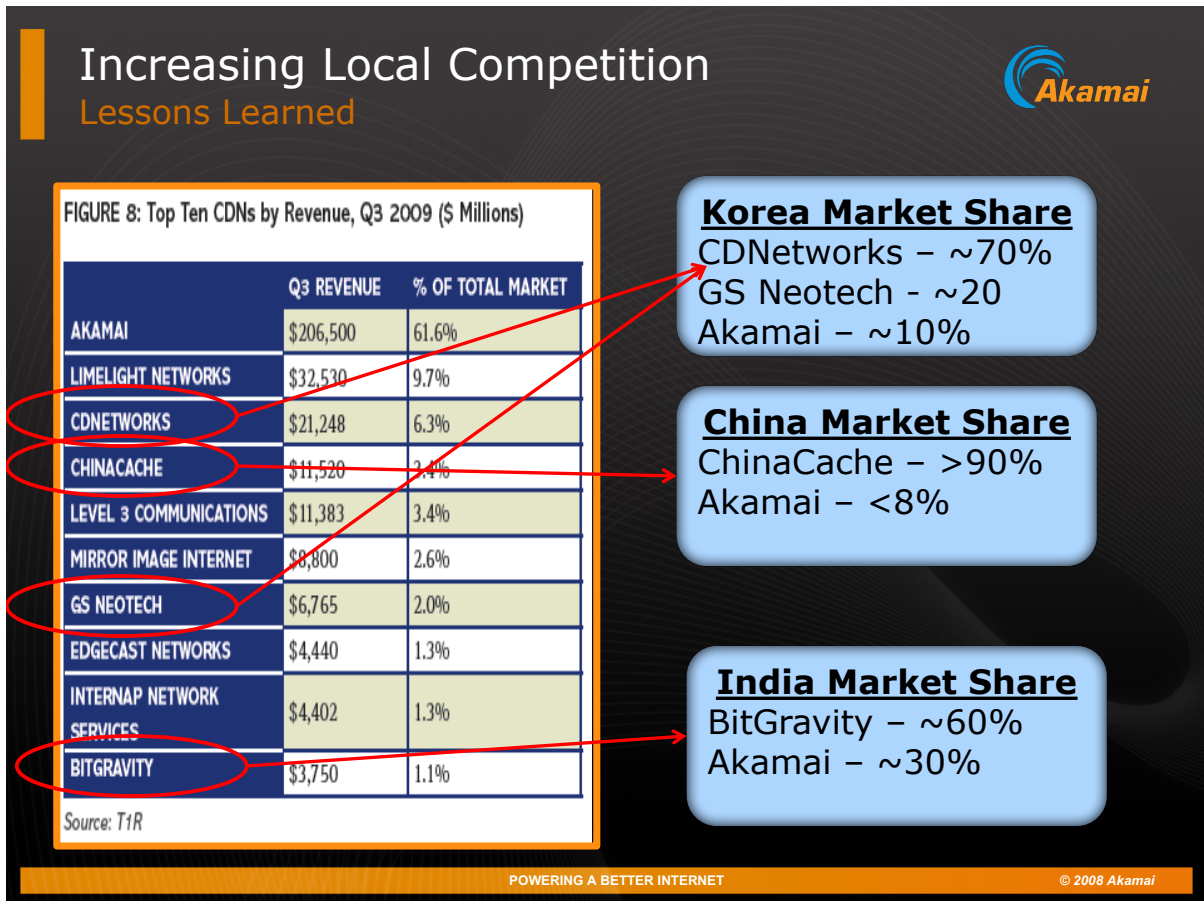 Increasing Local Competition
Lessons Learned
Akamai
FIGURE 8: Top Ten CDNs by Revenue, Q3 2009 ($ Millions)
Q3 REVENUE % OF TOTAL MARKET
AKAMAI $206,500 61.6%
LIMELIGHT NETWORKS $32,530 9.7%
CDNETWORKS $21,248 6.3%
CHINACACHE $11,520 3.4%
LEVEL 3 COMMUNICATIONS $11,383 3.4%
MIRROR IMAGE INTERNET $8,800 2.6%
GS NEOTECH $6,765 2.0%
EDGECAST NETWORKS $4,440 1.3%
INTERNAP NETWORK
SERVICES $4,402 1.3%
BITGRAVITY $3,750 1.1%
Source: T1R
Korea Market Share
CDNetworks – ~70%
GS Neotech - ~20
Akamai – ~10%
China Market Share
ChinaCache – >90%
Akamai – <8%
India Market Share
BitGravity – ~60%
Akamai – ~30%
POWERING A BETTER INTERNET
© 2008 Akamai